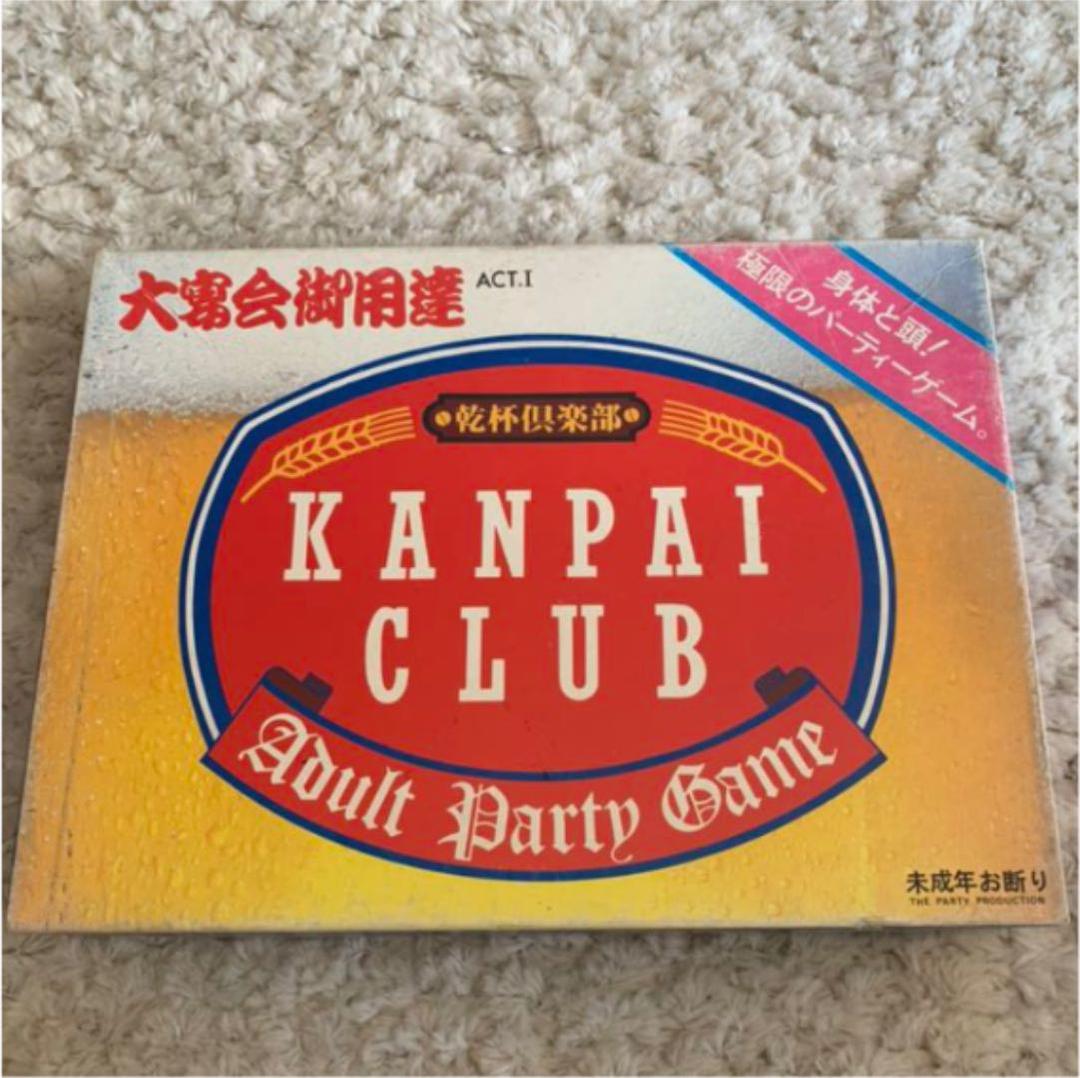 大宴会御用達 ACT.I
身体と頭!
極限のパーティーゲーム。
乾杯倶楽部
KANPAI
CLUB
Adult Party Game
未成年お断り
THE PARTY PRODUCTION